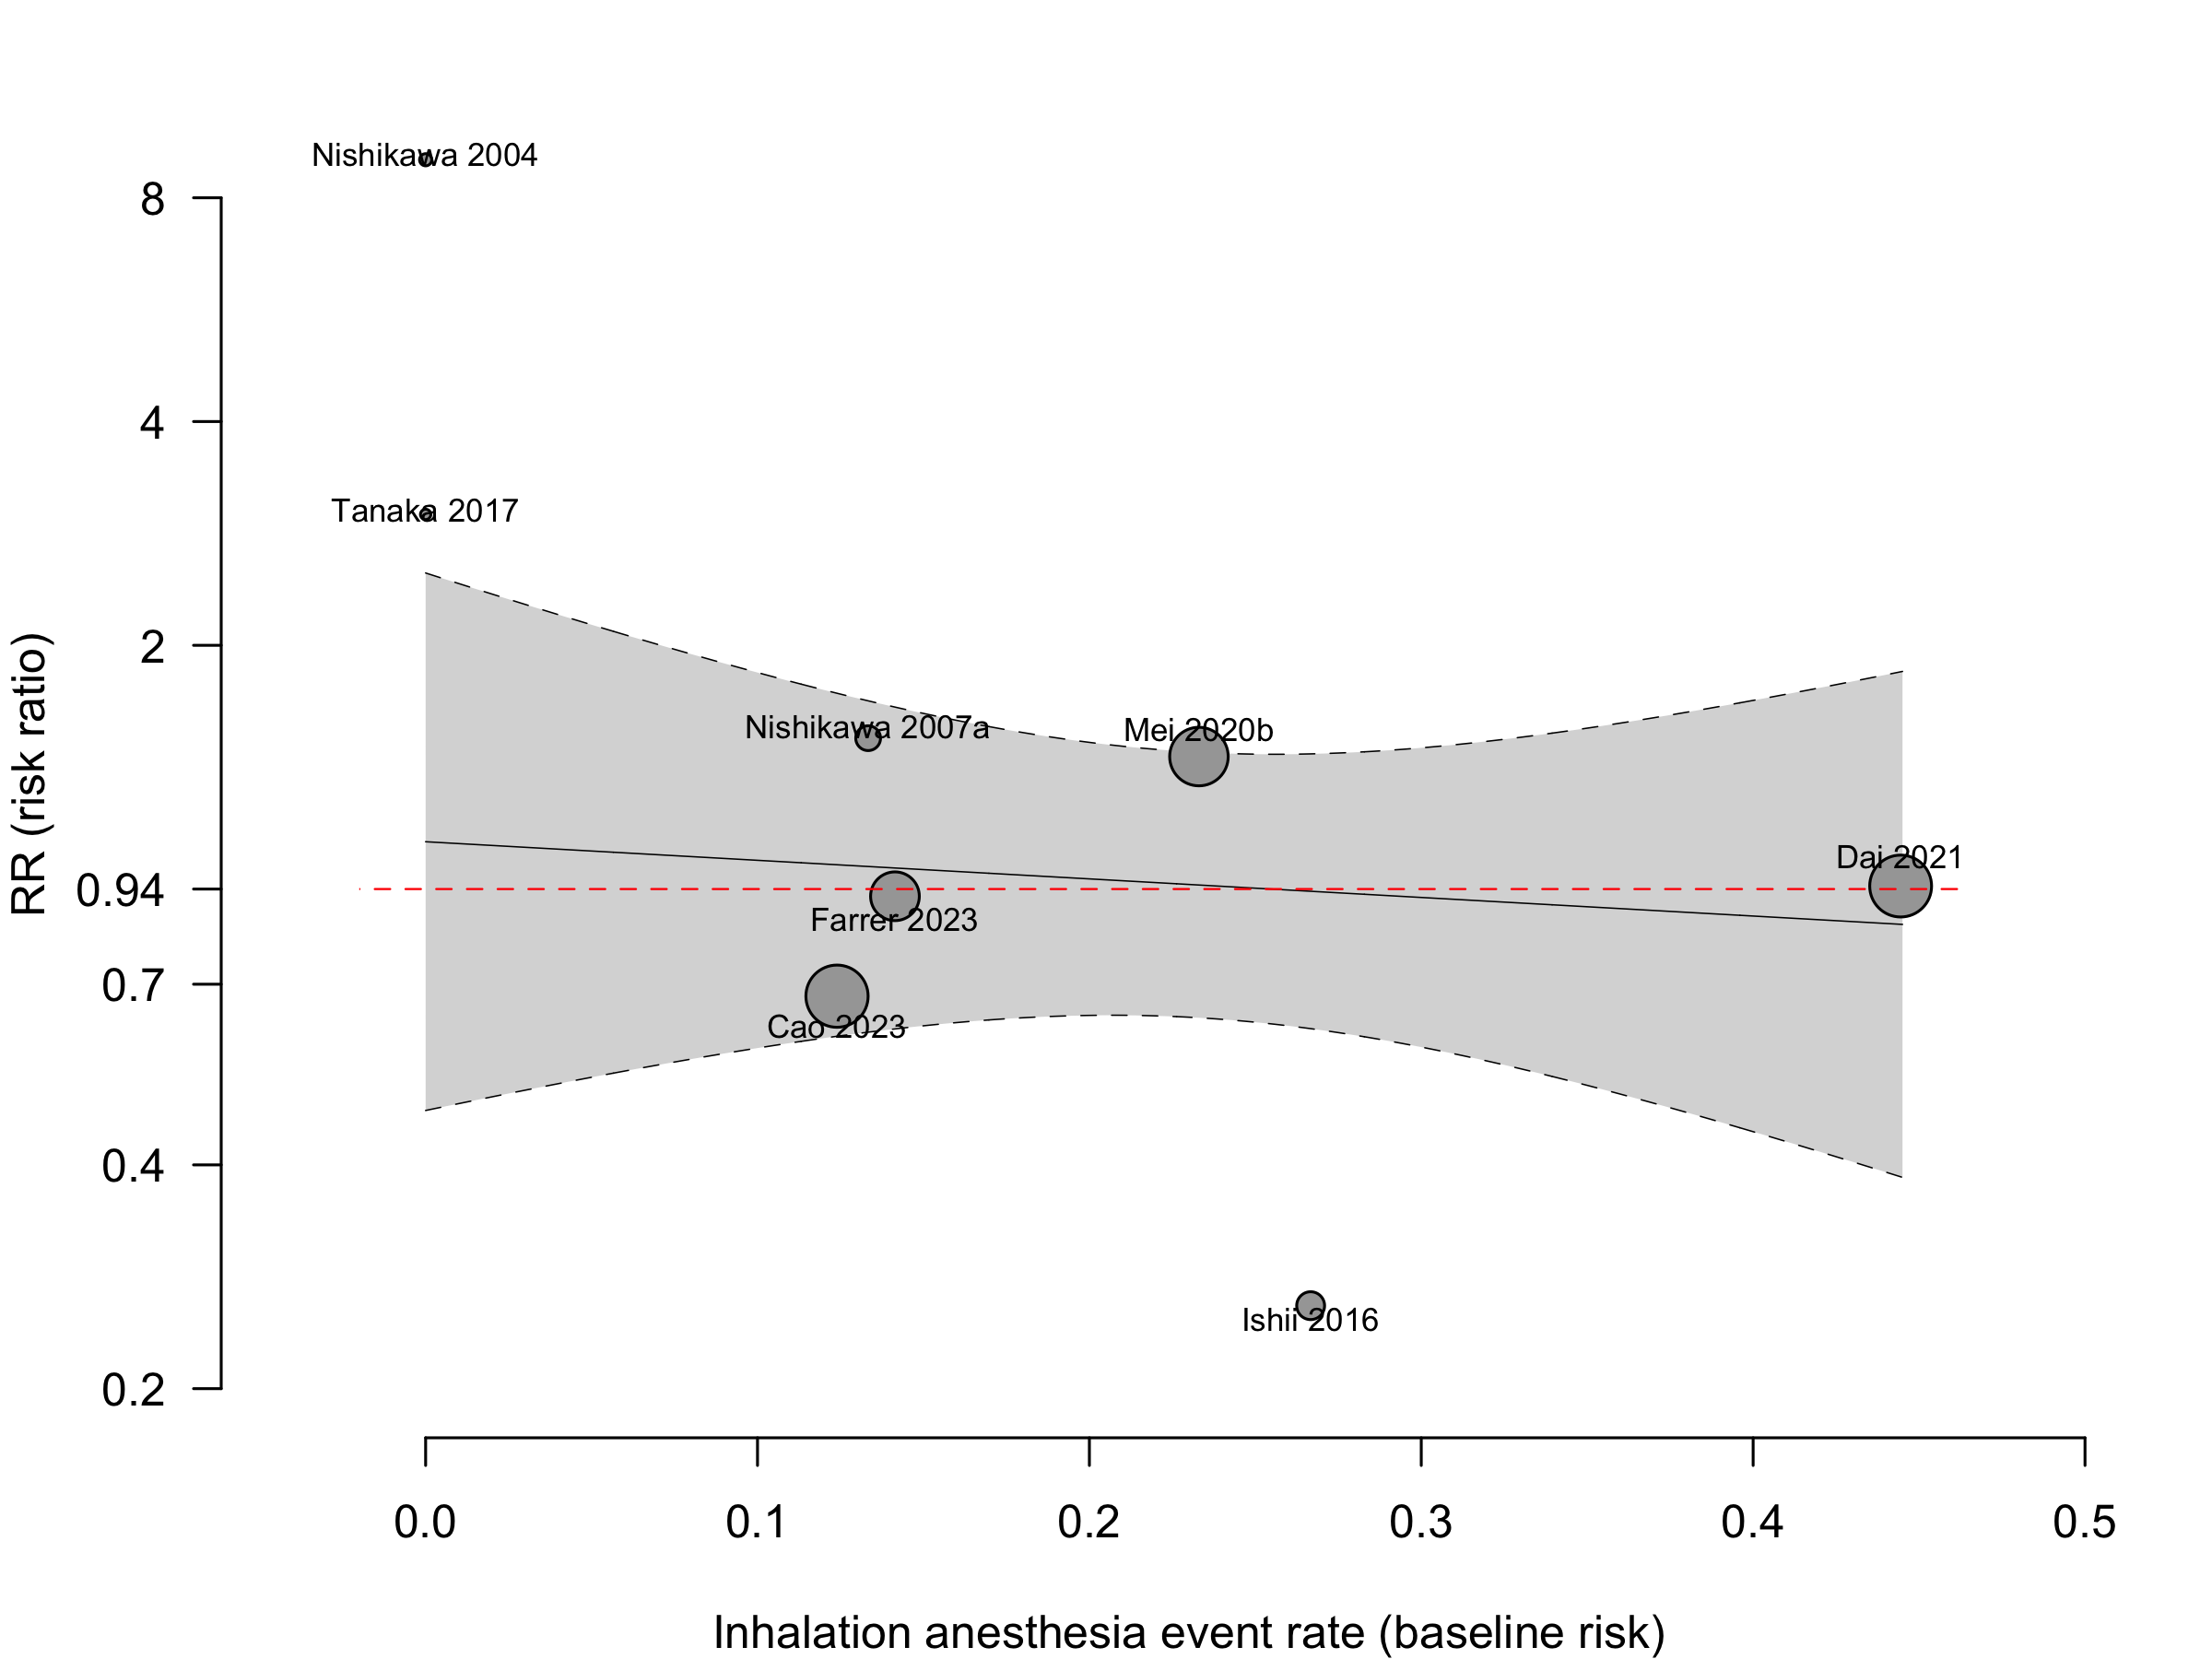 Nishikawa 2004
8
4
Tanaka 2017
2
Nishikawa 2007a
Mei 2020b
RR (risk ratio)
Dai 2021
0.94
Farrer 2023
0.7
Cao 2023
0.4
Ishii 2016
0.2
0.0 0.1 0.2 0.3 0.4 0.5
Inhalation anesthesia event rate (baseline risk)